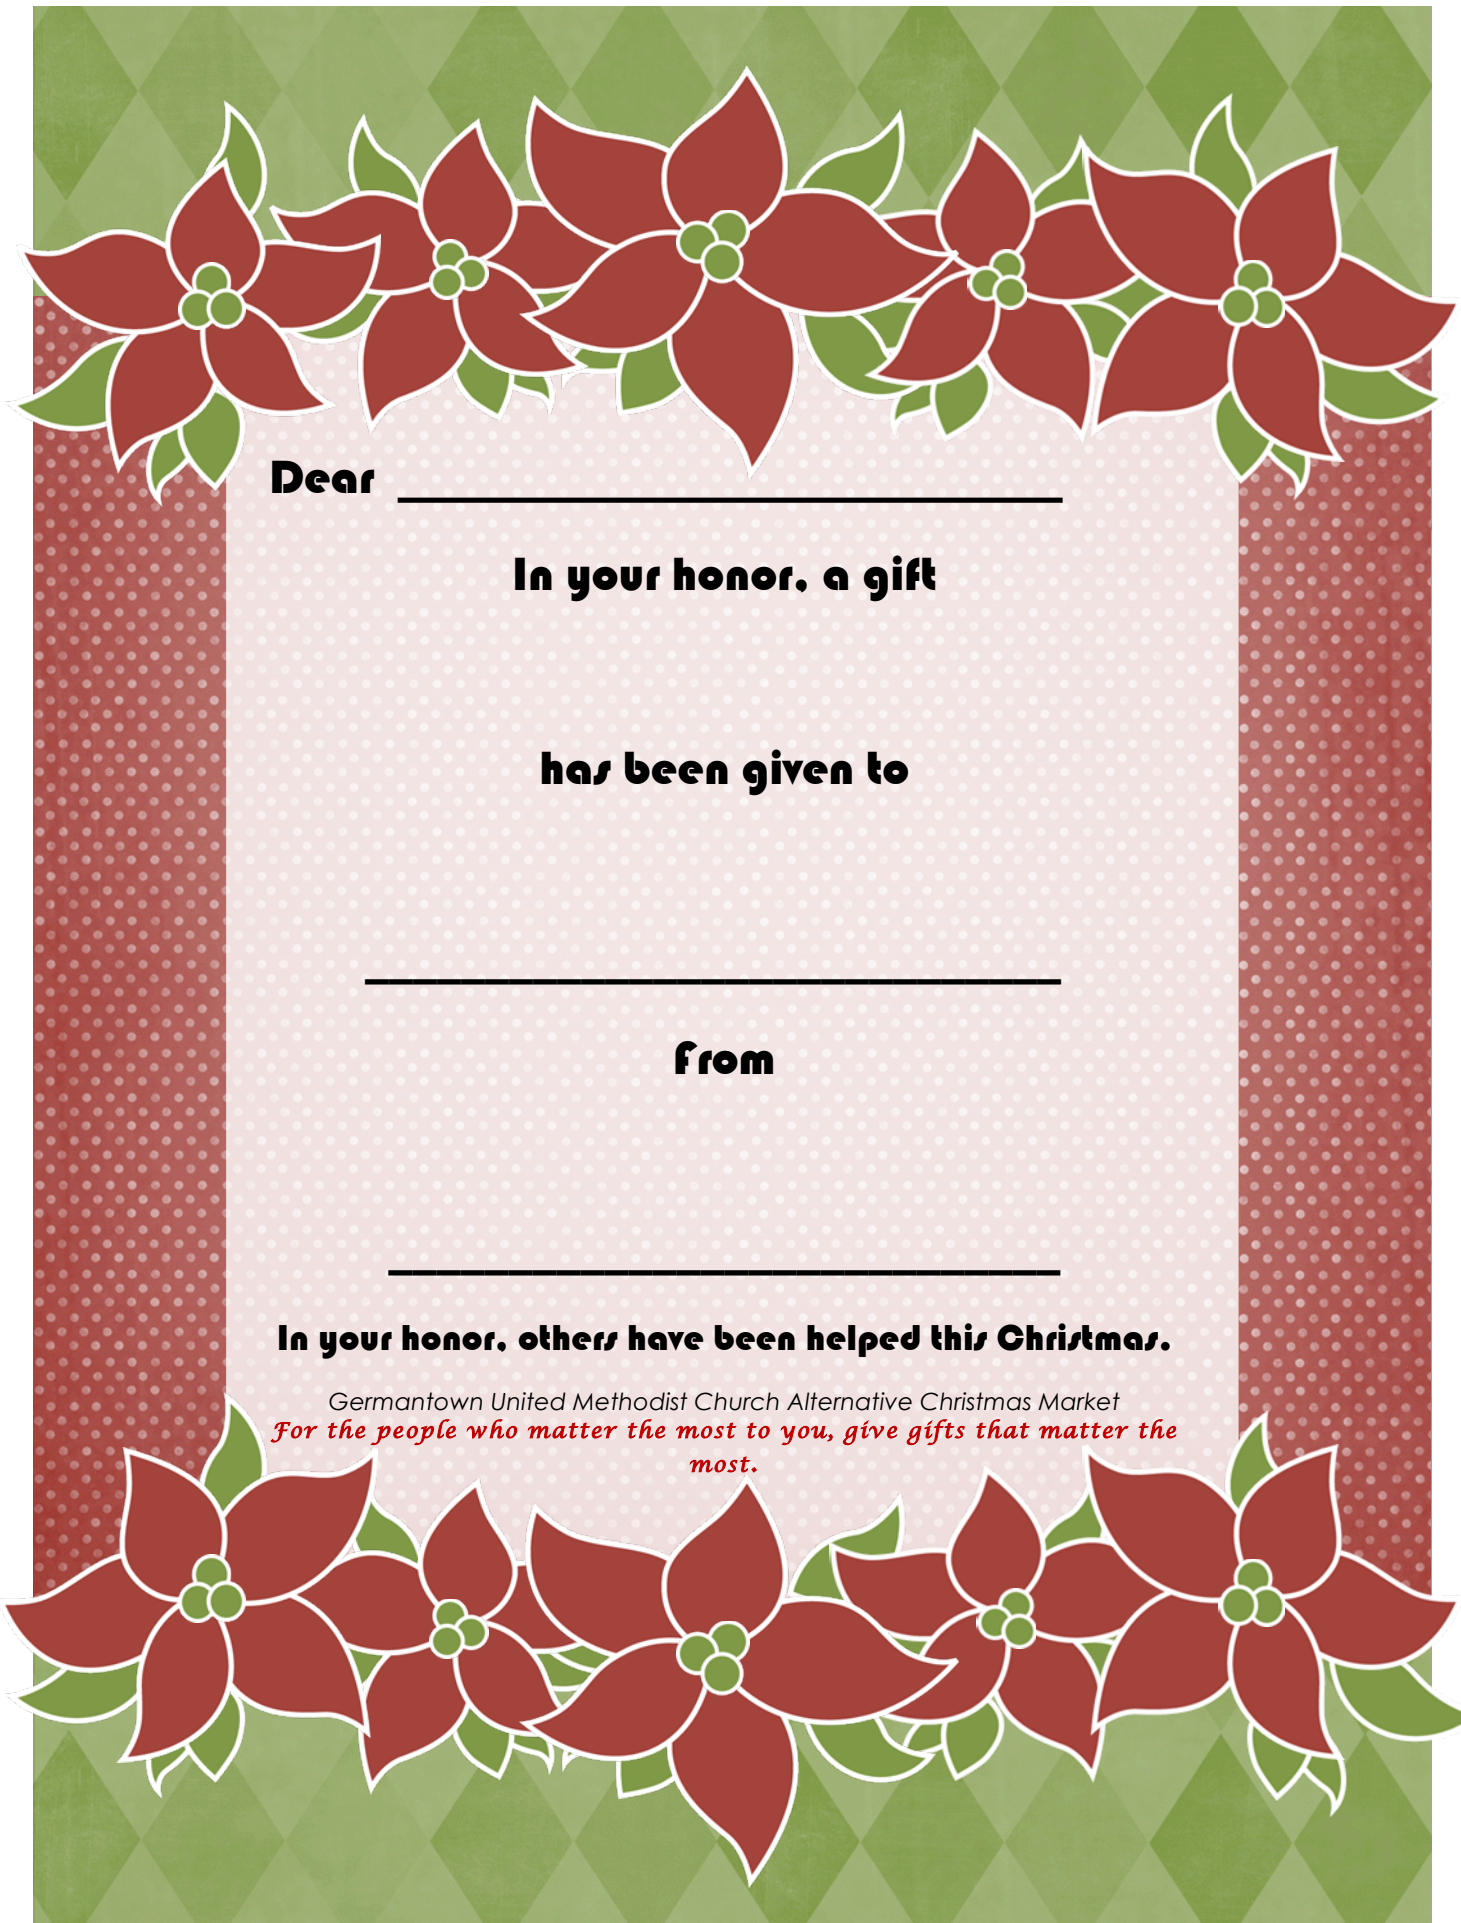 Dear ______________________________
In your honor, a gift
has been given to
______________________________
From
______________________________
In your honor, others have been helped this Christmas.
Germantown United Methodist Church Alternative Christmas Market
For the people who matter the most to you, give gifts that matter the
most.